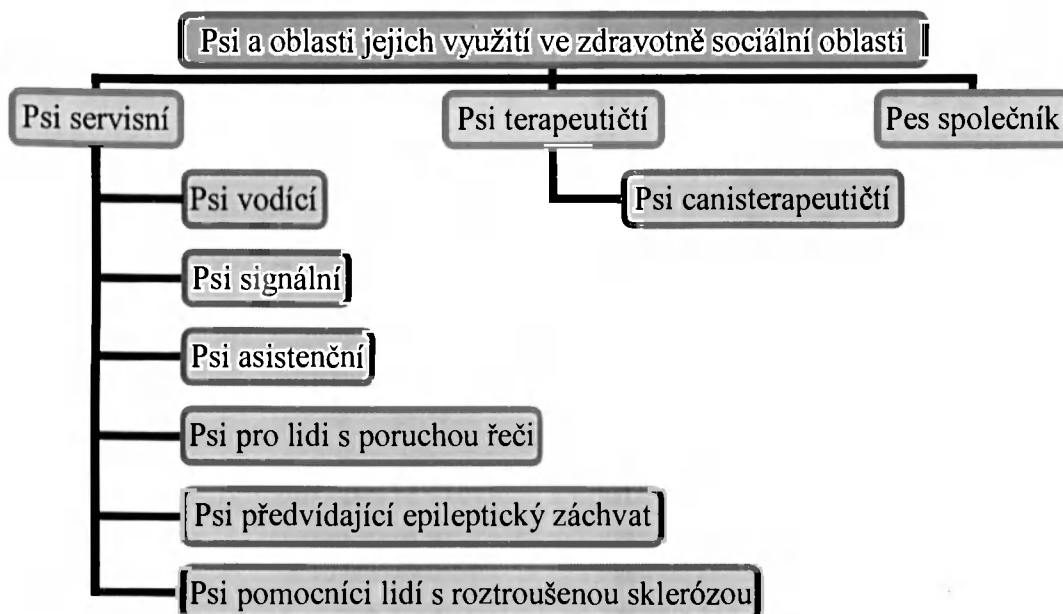 Psi a oblasti jejich využití ve zdravotně sociální oblasti
Psi servisní
Psi terapeutičtí
Pes společník
Psi vodící
Psi canisterapeutičtí
Psi signální
Psi asistenční
Psi pro lidi s poruchou řeči
Psi předvídající epileptický záchvat
Psi pomocníci lidí s roztroušenou sklerózou